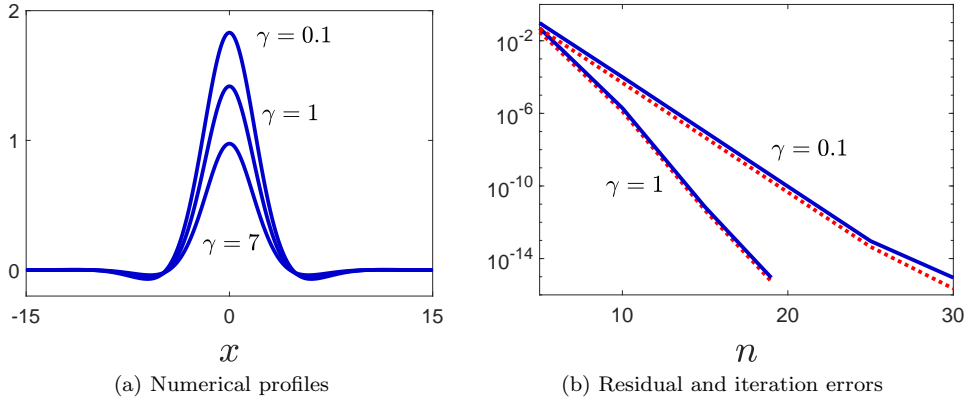 2
1
0
γ = 0.1
γ = 1
γ = 7
-15
0
15
x
(a) Numerical profiles
10^{-2}
10^{-6}
10^{-10}
10^{-14}
γ = 0.1
γ = 1
10
20
30
n
(b) Residual and iteration errors